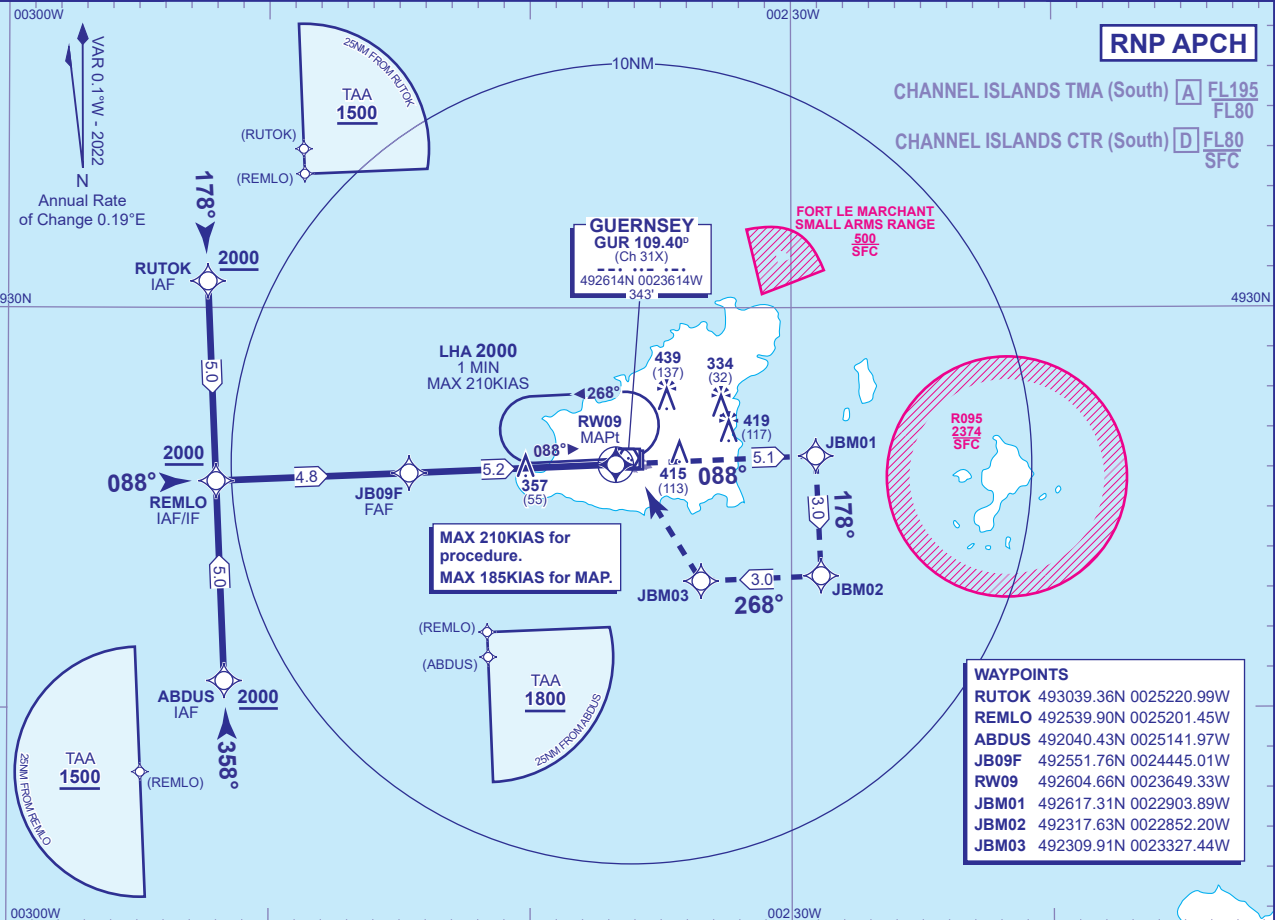 00300W
002 30W
RNP APCH
VAR 0.1°W - 2022
N
Annual Rate
of Change 0.19°E
25NM FROM RUTOK
TAA
1500
(RUTOK)
(REMLO)
10NM
CHANNEL ISLANDS TMA (South) A FL195
FL80
CHANNEL ISLANDS CTR (South) D FL80
SFC
178°
RUTOK
IAF
2000
GUERNSEY
GUR 109.40D
(Ch 31X)
492614N 0023614W
343'
FORT LE MARCHANT
SMALL ARMS RANGE
500
SFC
930N
4930N
5.0
LHA 2000
1 MIN
MAX 210KIAS
268°
439
(137)
334
(32)
419
(117)
RW09
MAPt
088°
R095
2374
SFC
2000
088°
REMLO
IAF/IF
4.8
JB09F
FAF
5.2
357
(55)
415
(113)
088°
5.1
JBM01
3.0
178°
MAX 210KIAS for
procedure.
MAX 185KIAS for MAP.
JBM03
3.0
268°
JBM02
5.0
ABDUS
IAF
2000
358°
(REMLO)
(ABDUS)
TAA
1800
25NM FROM ABDUS
TAA
1500
(REMLO)
25NM FROM REMLO
WAYPOINTS
RUTOK 493039.36N 0025220.99W
REMLO 492539.90N 0025201.45W
ABDUS 492040.43N 0025141.97W
JB09F 492551.76N 0024445.01W
RW09 492604.66N 0023649.33W
JBM01 492617.31N 0022903.89W
JBM02 492317.63N 0022852.20W
JBM03 492309.91N 0023327.44W
00300W
002 30W